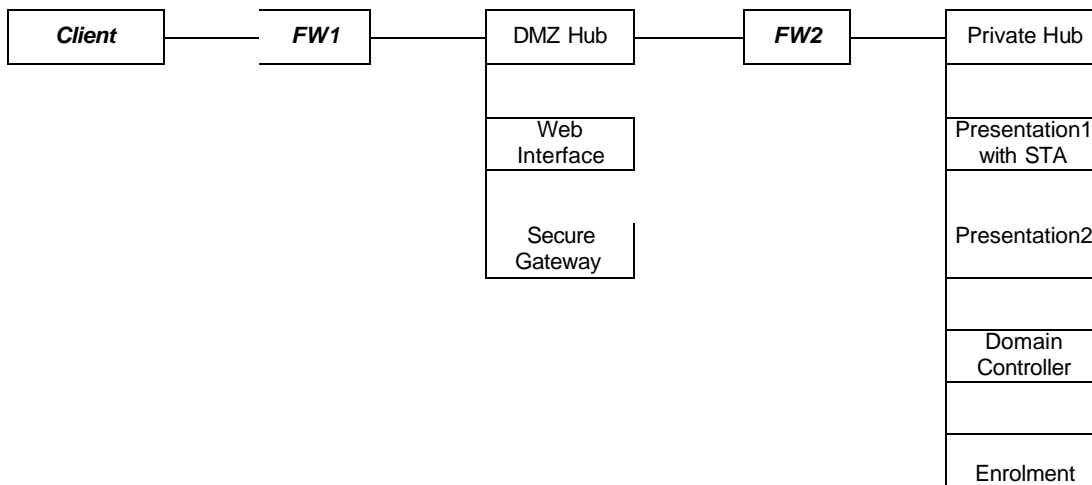 Client
FW1
DMZ Hub
FW2
Private Hub
Web
Interface
Presentation1
with STA
Secure
Gateway
Presentation2
Domain
Controller
Enrolment